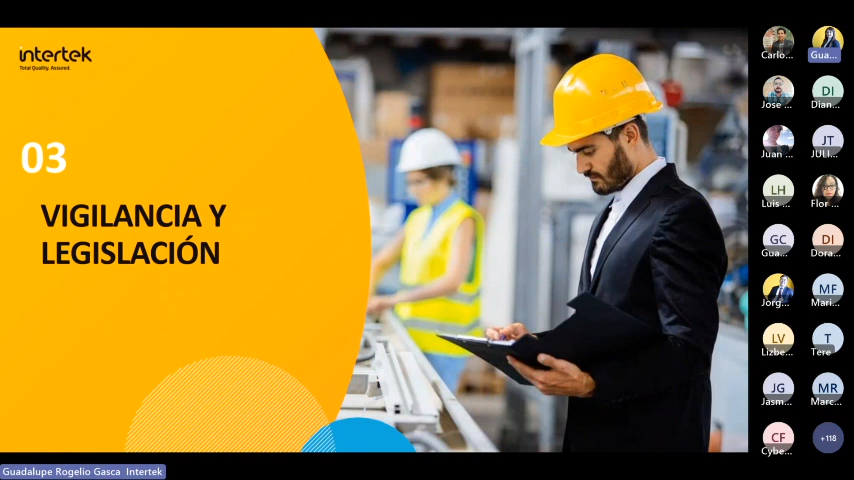 intertek
Total Quality. Assured.
03
VIGILANCIA Y
LEGISLACIÓN
Carlo...
Gua...
Jose ...
DI
Dian...
Juan ...
JT
JULI...
LH
Luis ...
Flor ...
GC
Gua...
DI
Dora...
Jorg...
MF
Mari...
LV
Lizbe...
T
Tere
JG
Jasm...
MR
Marc...
CF
Cybe...
+118
Guadalupe Rogelio Gasca Intertek